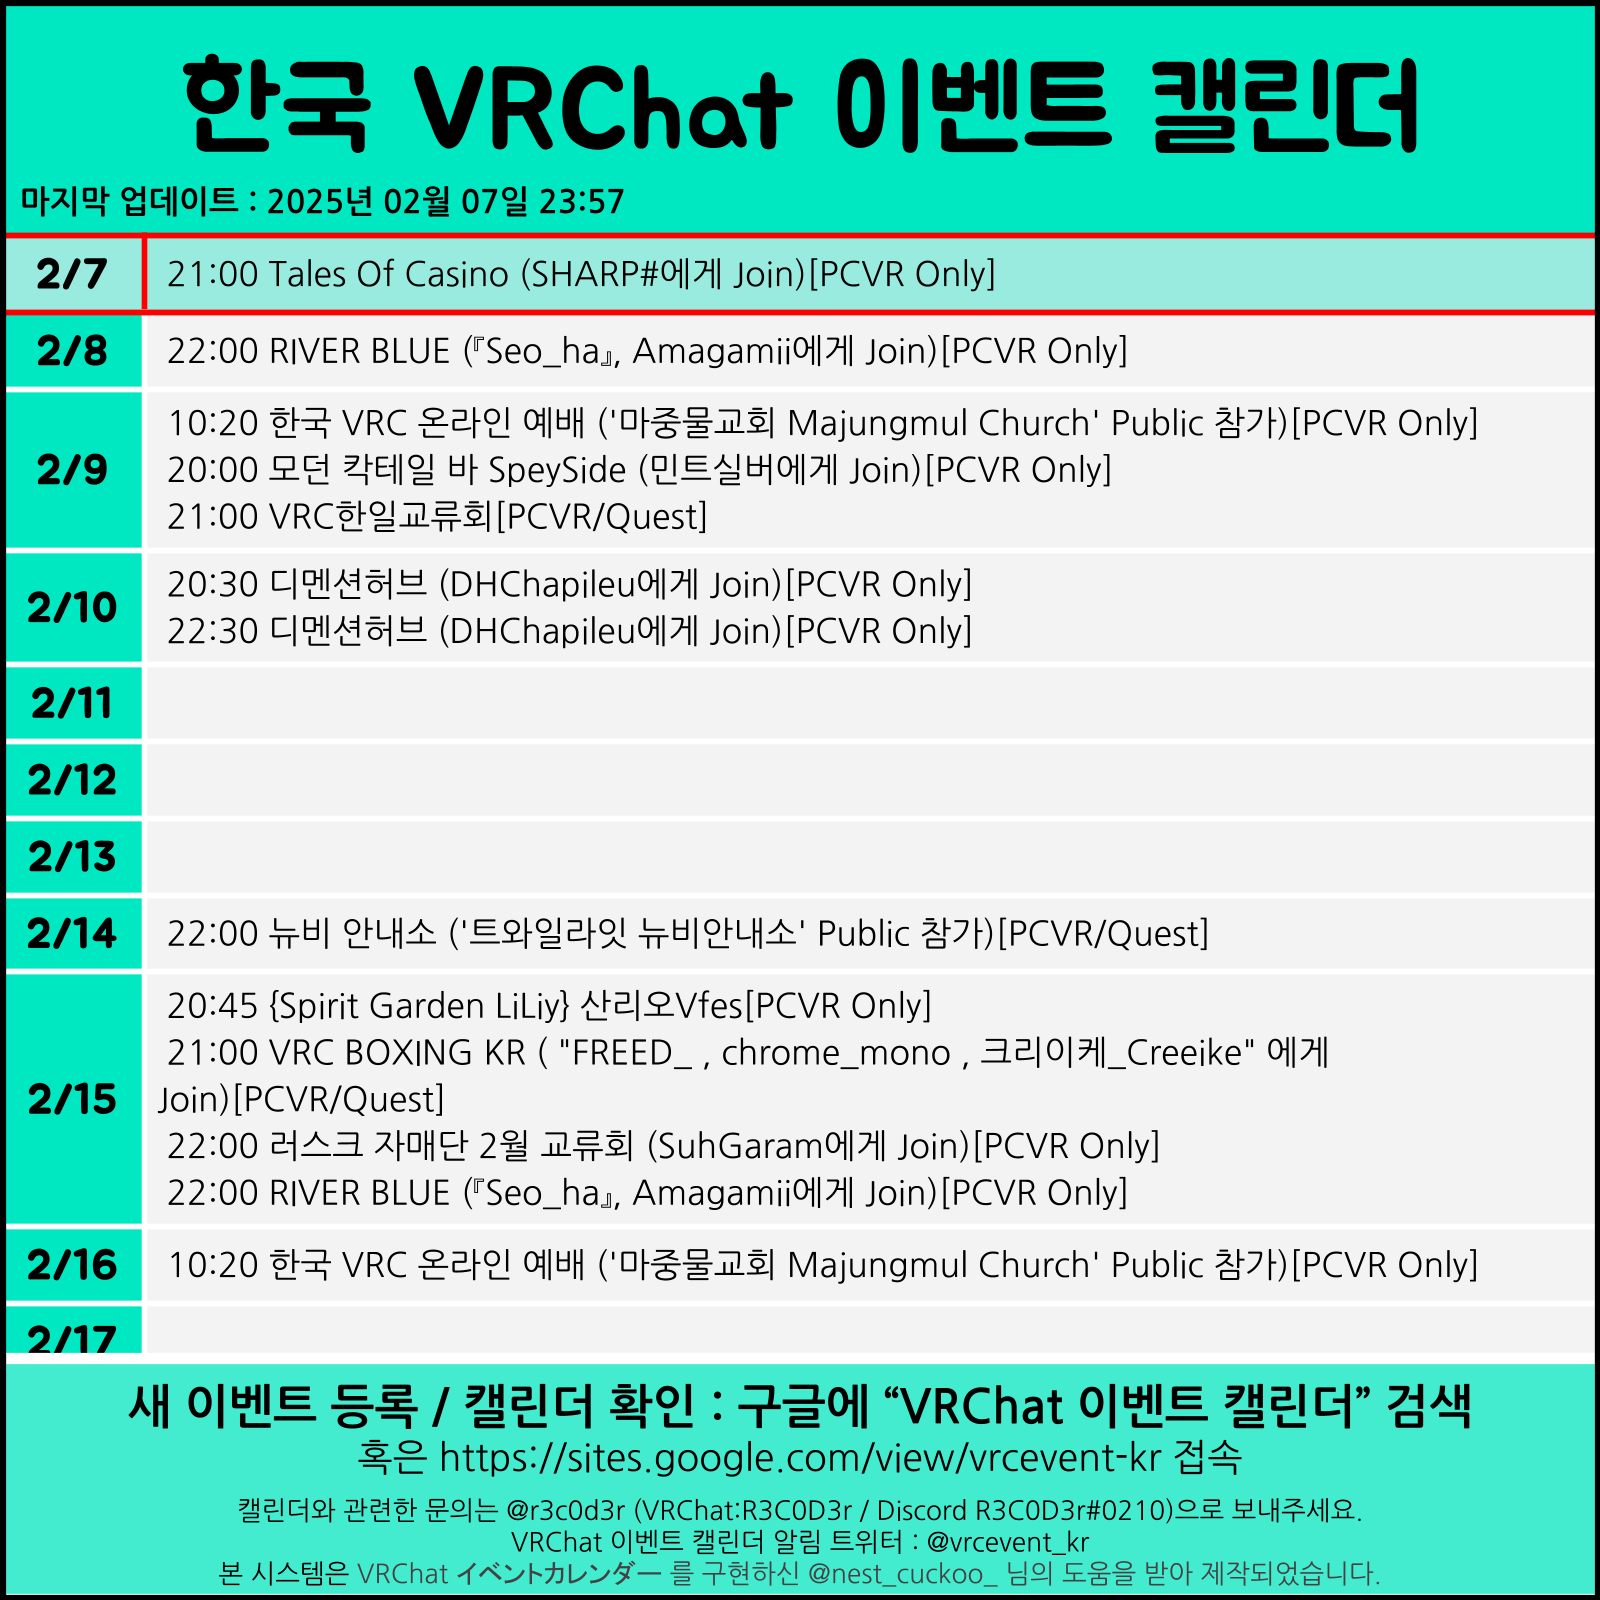 한국 VRChat 이벤트 캘린더
마지막 업데이트 : 2025년 02월 07일 23:57
2/7
21:00 Tales Of Casino (SHARP#에게 Join)[PCVR Only]
2/8
22:00 RIVER BLUE (『Seo_ha』, Amagamii에게 Join)[PCVR Only]
2/9
10:20 한국 VRC 온라인 예배 ('마중물교회 Majungmul Church' Public 참가)[PCVR Only]
20:00 모던 칵테일 바 SpeySide (민트실버에게 Join)[PCVR Only]
21:00 VRC한일교류회[PCVR/Quest]
2/10
20:30 디멘션허브 (DHChapileu에게 Join)[PCVR Only]
22:30 디멘션허브 (DHChapileu에게 Join)[PCVR Only]
2/11
2/12
2/13
2/14
22:00 뉴비 안내소 ('트와일라잇 뉴비안내소' Public 참가)[PCVR/Quest]
2/15
20:45 {Spirit Garden LiLiy} 산리오Vfes[PCVR Only]
21:00 VRC BOXING KR ( "FREED_ , chrome_mono , 크리이케_Creeike" 에게
Join)[PCVR/Quest]
22:00 러스크 자매단 2월 교류회 (SuhGaram에게 Join)[PCVR Only]
22:00 RIVER BLUE (『Seo_ha』, Amagamii에게 Join)[PCVR Only]
2/16
10:20 한국 VRC 온라인 예배 ('마중물교회 Majungmul Church' Public 참가)[PCVR Only]
2/17
새 이벤트 등록 / 캘린더 확인 : 구글에 “VRChat 이벤트 캘린더” 검색
혹은 https://sites.google.com/view/vrcevent-kr 접속
캘린더와 관련한 문의는 @r3c0d3r (VRChat:R3C0D3r / Discord R3C0D3r#0210)으로 보내주세요.
VRChat 이벤트 캘린더 알림 트위터 : @vrcevent_kr
본 시스템은 VRChat イベントカレンダー 를 구현하신 @nest_cuckoo_ 님의 도움을 받아 제작되었습니다.